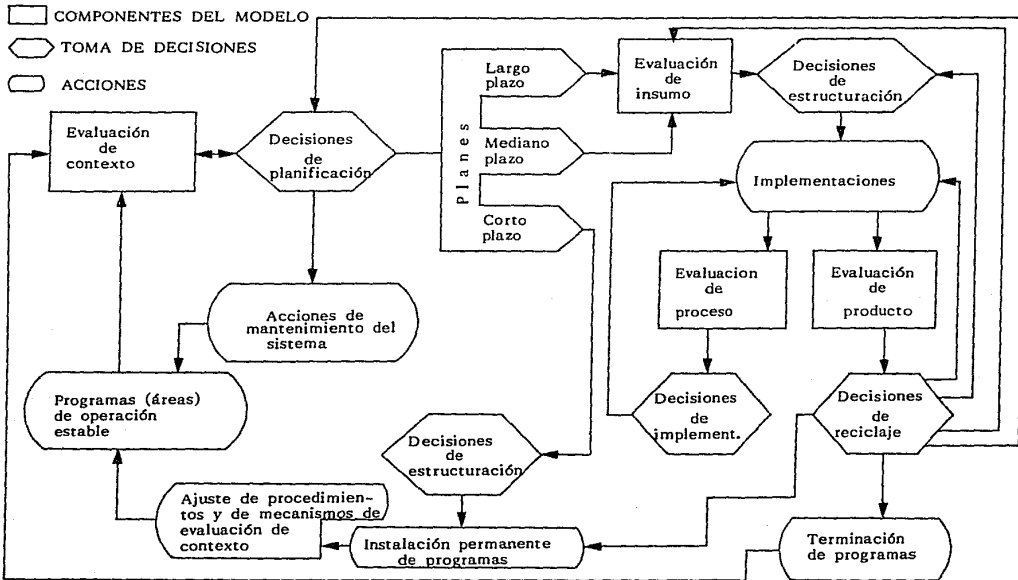 COMPONENTES DEL MODELO
TOMA DE DECISIONES
ACCIONES
Evaluación
de
contexto
Decisiones
de
planificación
Planes
Largo
plazo
Mediano
plazo
Corto
plazo
Evaluación
de
insumo
Decisiones
de
estructuración
Implementaciones
Evaluacion
de
proceso
Evaluación
de
producto
Acciones de
mantenimiento del
sistema
Programas (áreas)
de operación
estable
Decisiones
de
implement.
Decisiones
de
reciclaje
Decisiones
de
estructuración
Ajuste de procedimien-
tos y de mecanismos de
evaluación de
contexto
Instalación permanente
de programas
Terminación
de programas